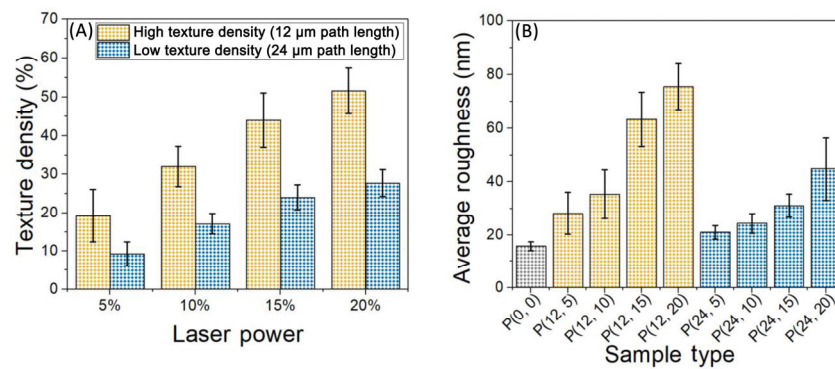 (A)
High texture density (12 µm path length)
Low texture density (24 µm path length)
Texture density (%)
70
60
50
40
30
20
10
0
5%
10%
15%
20%
Laser power
(B)
Average roughness (nm)
100
80
60
40
20
0
P(0, 0)
P(12, 5)
P(12, 10)
P(12, 15)
P(12, 20)
P(24, 5)
P(24, 10)
P(24, 15)
P(24, 20)
Sample type